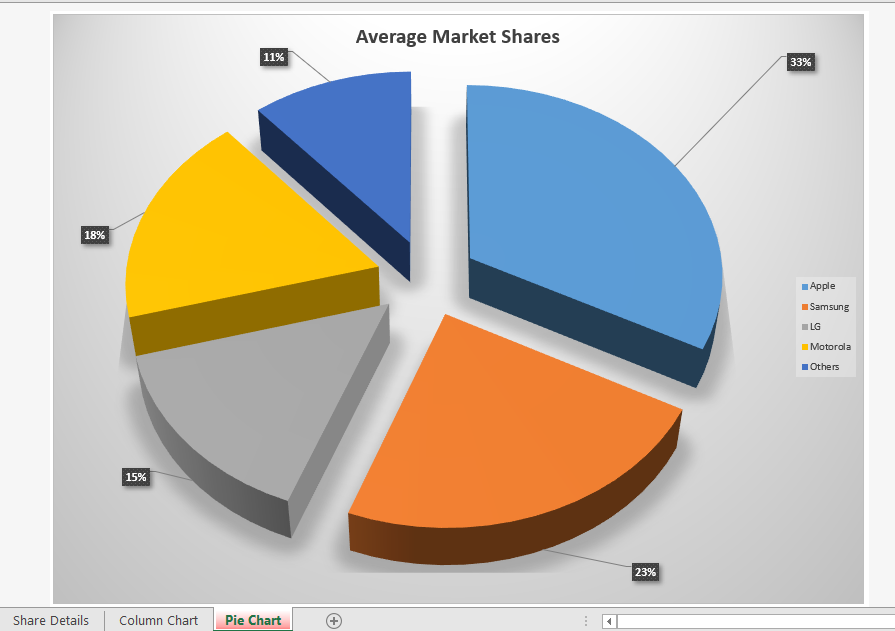 Average Market Shares
11%
33%
18%
Apple
Samsung
LG
Motorola
Others
15%
23%
Share Details
Column Chart
Pie Chart